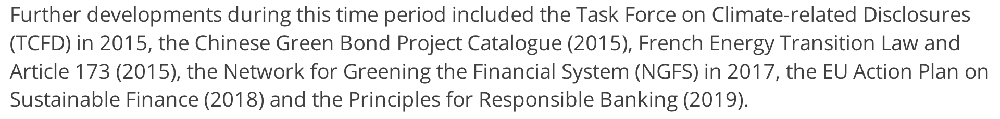 Further developments during this time period included the Task Force on Climate-related Disclosures
(TCFD) in 2015, the Chinese Green Bond Project Catalogue (2015), French Energy Transition Law and
Article 173 (2015), the Network for Greening the Financial System (NGFS) in 2017, the EU Action Plan on
Sustainable Finance (2018) and the Principles for Responsible Banking (2019).